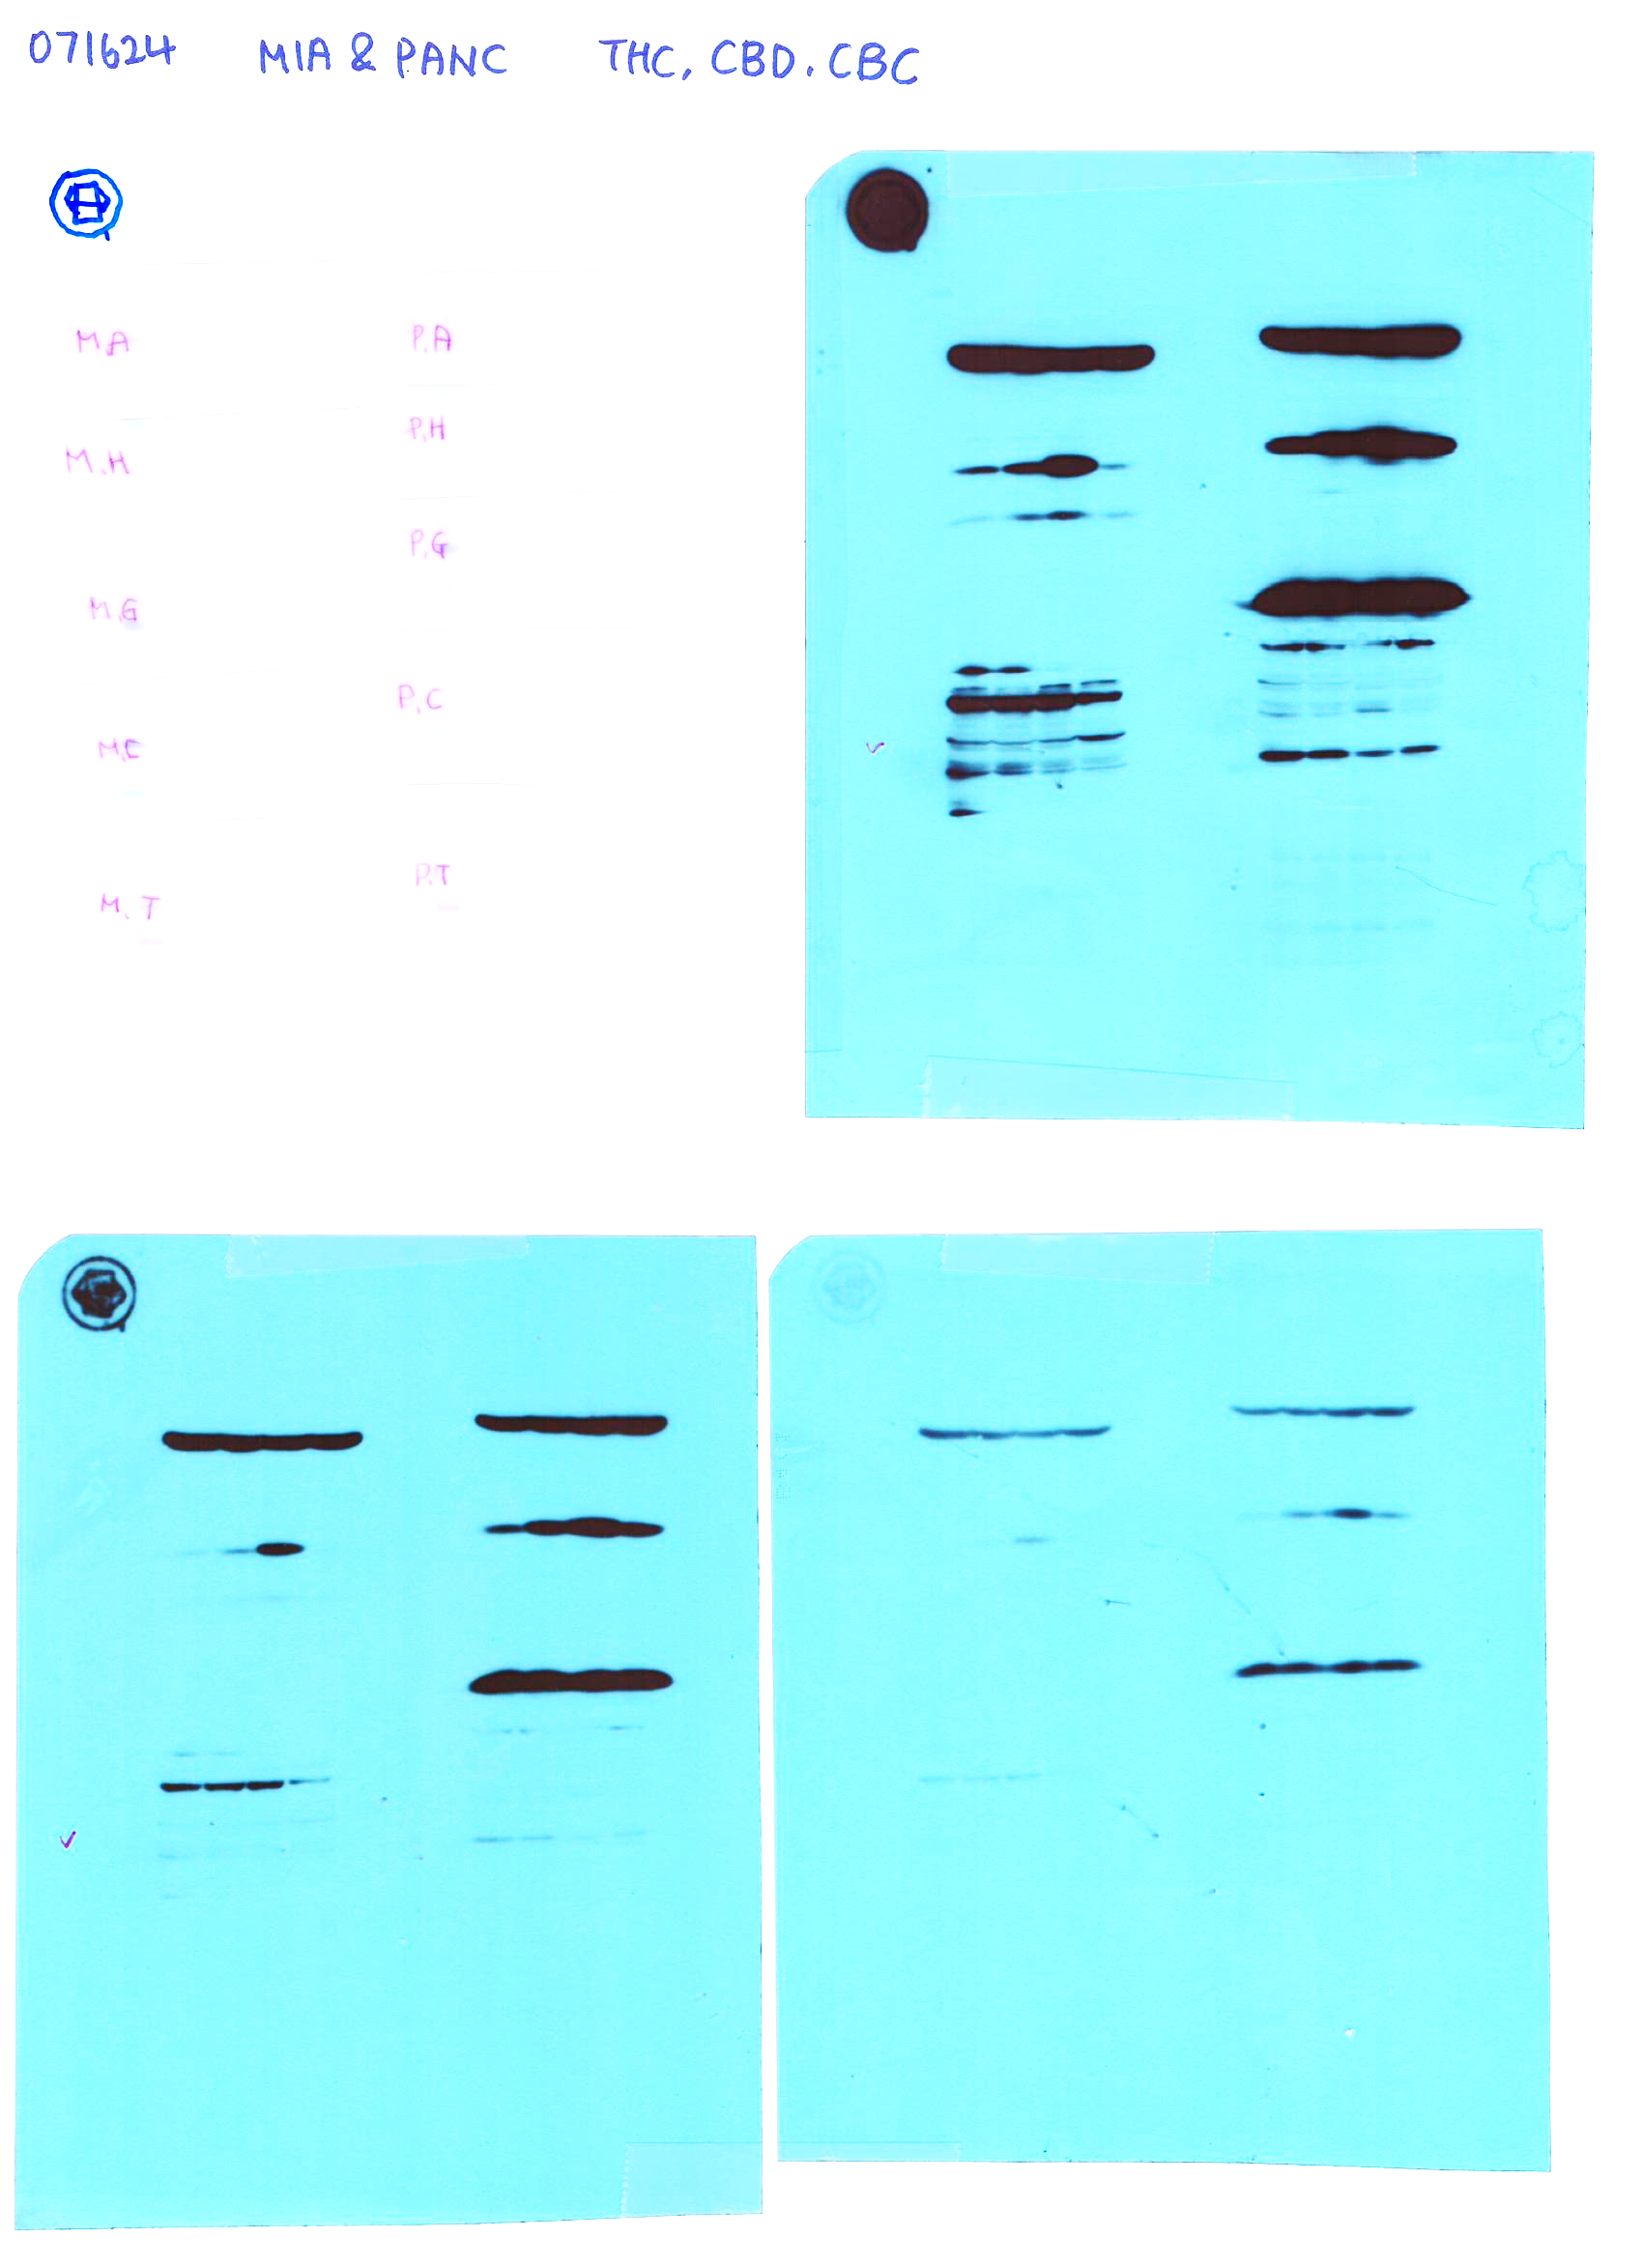 071624 MIA & PANC THC, CBD. CBC
M.A P.A
P.H
M.H
P.G
M.G
P.C
M.C
P.T
M.T